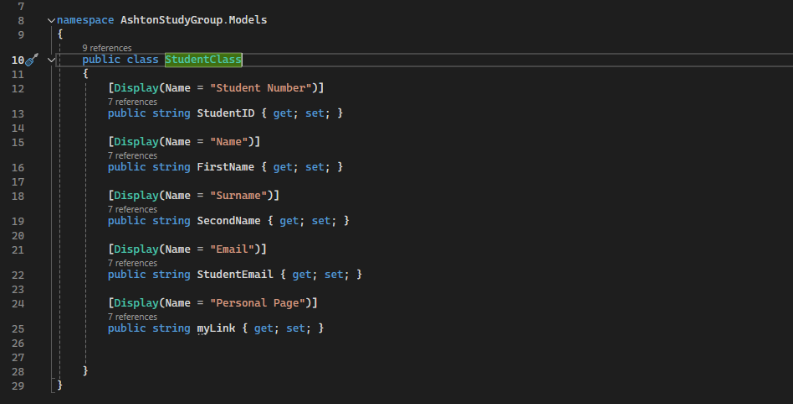 7
8 namespace AshtonStudyGroup.Models
9 {
9 references
10 public class StudentClass
11 {
12 [Display(Name = "Student Number")]
7 references
13 public string StudentID { get; set; }
14
15 [Display(Name = "Name")]
7 references
16 public string FirstName { get; set; }
17
18 [Display(Name = "Surname")]
7 references
19 public string SecondName { get; set; }
20
21 [Display(Name = "Email")]
7 references
22 public string StudentEmail { get; set; }
23
24 [Display(Name = "Personal Page")]
7 references
25 public string myLink { get; set; }
26
27
28 }
29 }